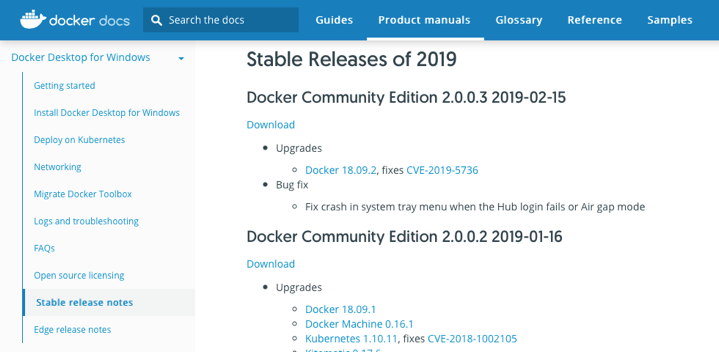 docker docs
Search the docs
Guides
Product manuals
Glossary
Reference
Samples
Docker Desktop for Windows
Getting started
Install Docker Desktop for Windows
Deploy on Kubernetes
Networking
Migrate Docker Toolbox
Logs and troubleshooting
FAQs
Open source licensing
Stable release notes
Edge release notes
Stable Releases of 2019
Docker Community Edition 2.0.0.3 2019-02-15
Download
Upgrades
Docker 18.09.2, fixes CVE-2019-5736
Bug fix
Fix crash in system tray menu when the Hub login fails or Air gap mode
Docker Community Edition 2.0.0.2 2019-01-16
Download
Upgrades
Docker 18.09.1
Docker Machine 0.16.1
Kubernetes 1.10.11, fixes CVE-2018-1002105